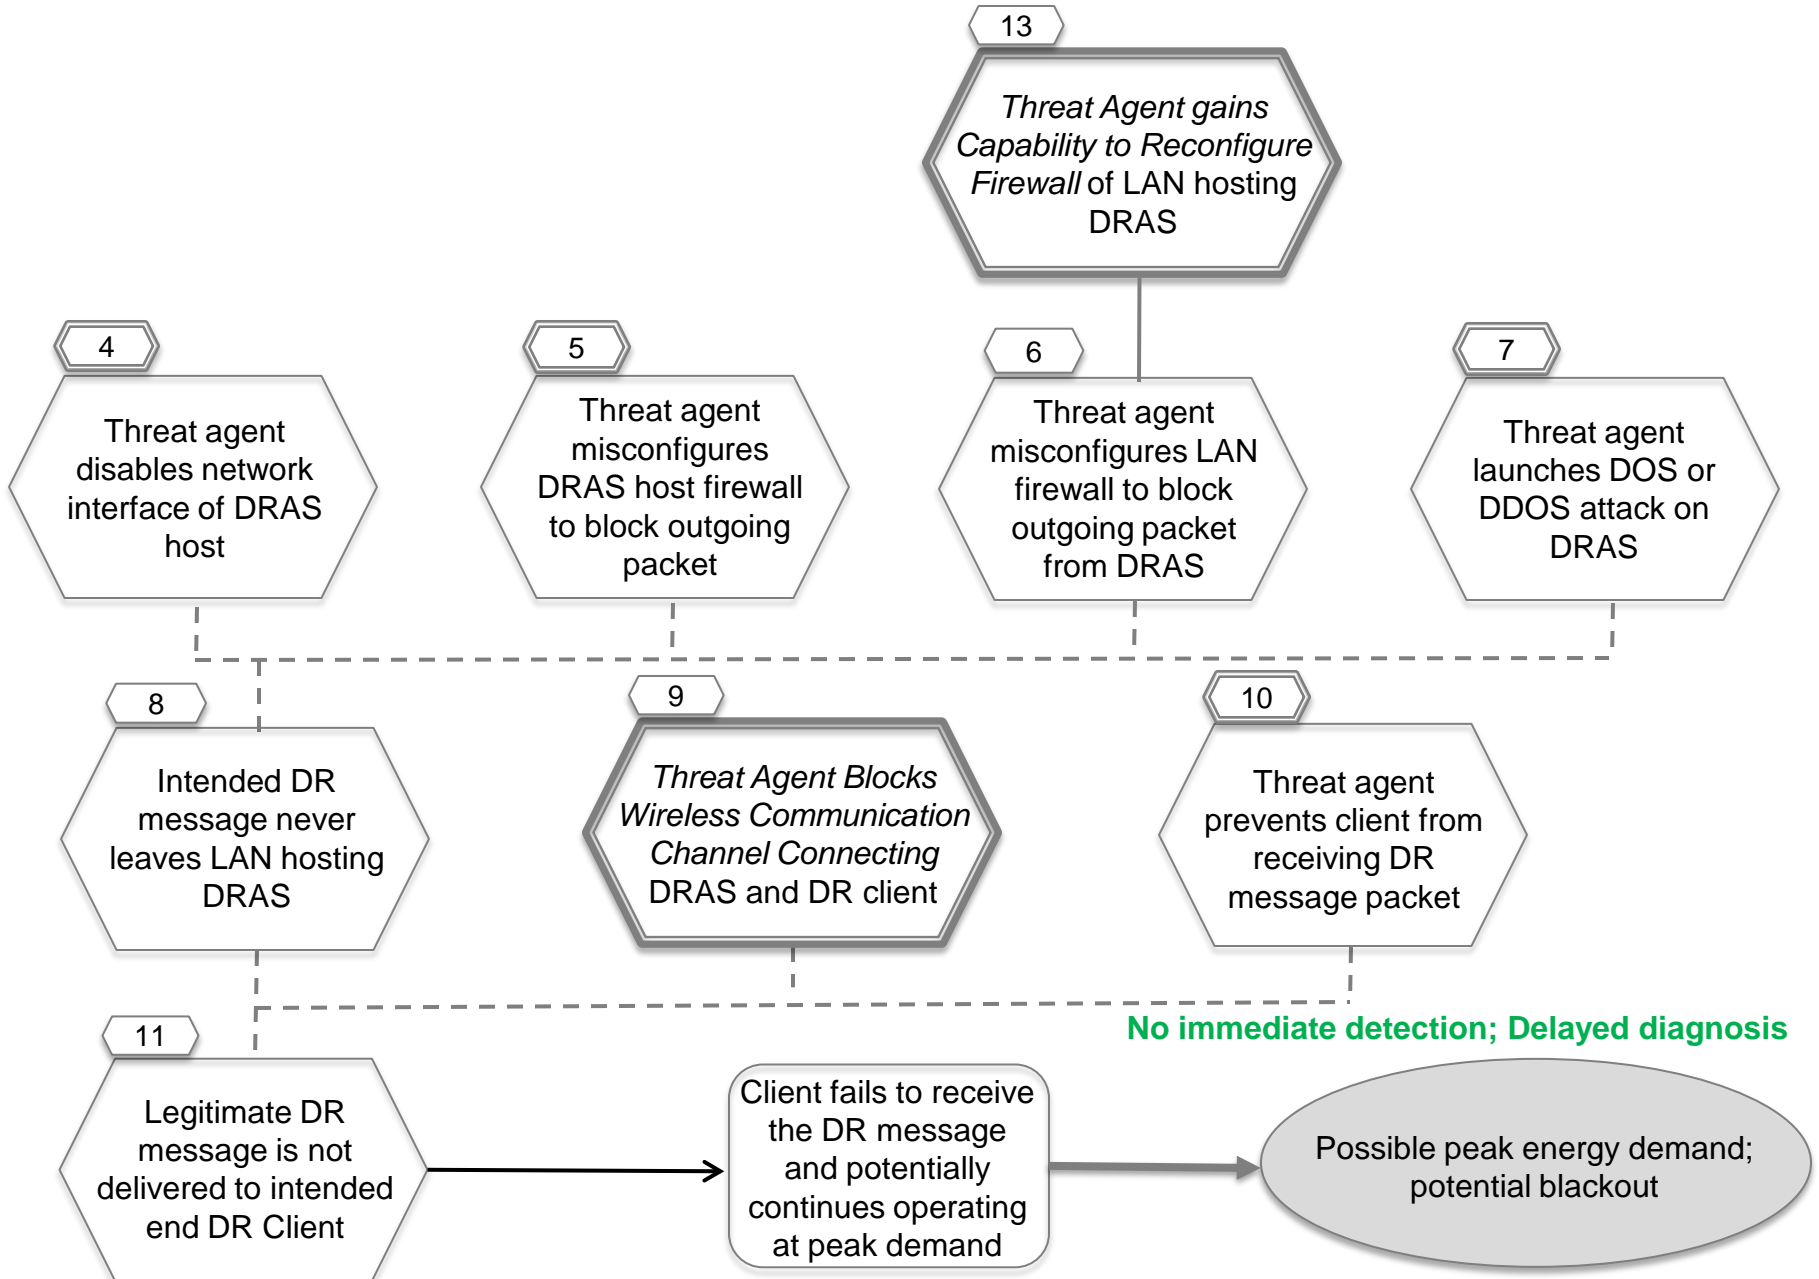 13
Threat Agent gains
Capability to Reconfigure
Firewall of LAN hosting
DRAS
4
Threat agent
disables network
interface of DRAS
host
5
Threat agent
misconfigures
DRAS host firewall
to block outgoing
packet
6
Threat agent
misconfigures LAN
firewall to block
outgoing packet
from DRAS
7
Threat agent
launches DOS or
DDOS attack on
DRAS
8
Intended DR
message never
leaves LAN hosting
DRAS
9
Threat Agent Blocks
Wireless Communication
Channel Connecting
DRAS and DR client
10
Threat agent
prevents client from
receiving DR
message packet
11
Legitimate DR
message is not
delivered to intended
end DR Client
Client fails to receive
the DR message
and potentially
continues operating
at peak demand
No immediate detection; Delayed diagnosis
Possible peak energy demand;
potential blackout